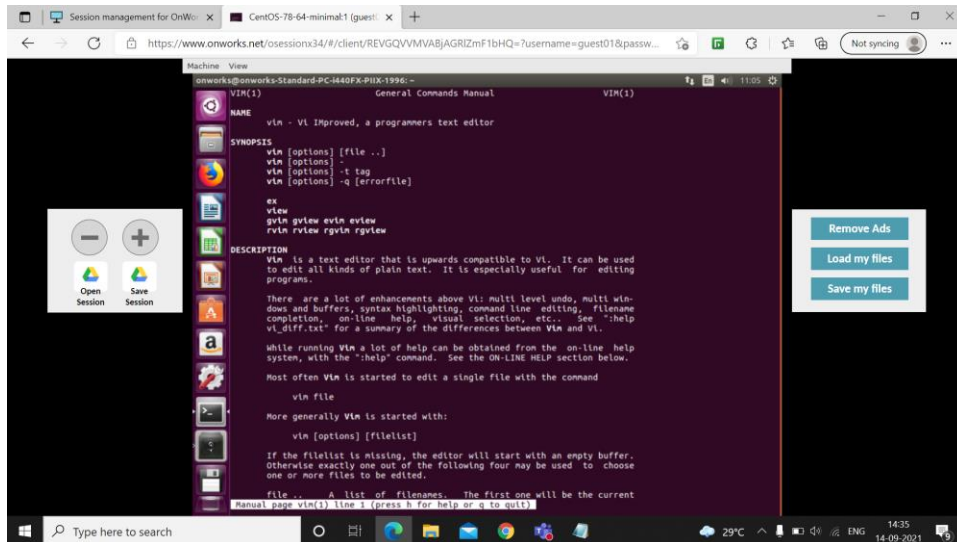 Session management for OnWor
CentOS-78-64-minimal:1 (guest
https://www.onworks.net/osessionx34/#/client/REVGQVVMVABjAGRIZmF1bHQ=?username=guest01&passw...
Not syncing
Machine View
onworks@onworks-Standard-PC-i440FX-PIIX-1996: ~
En
11:05
VIM(1) General Commands Manual VIM(1)
NAME
vim - Vi IMproved, a programmers text editor
SYNOPSIS
vim [options] [file ..]
vim [options] -
vim [options] -t tag
vim [options] -q [errorfile]
ex
view
gvim gview evim eview
rvim rview rgvim rgview
DESCRIPTION
Vim is a text editor that is upwards compatible to Vi. It can be used
to edit all kinds of plain text. It is especially useful for editing
programs.
There are a lot of enhancements above Vi: multi level undo, multi win-
dows and buffers, syntax highlighting, command line editing, filename
completion, on-line help, visual selection, etc.. See ":help
vi_diff.txt" for a summary of the differences between Vim and Vi.
While running Vim a lot of help can be obtained from the on-line help
system, with the ":help" command. See the ON-LINE HELP section below.
Most often Vim is started to edit a single file with the command
vim file
More generally Vim is started with:
vim [options] [filelist]
If the filelist is missing, the editor will start with an empty buffer.
Otherwise exactly one out of the following four may be used to choose
one or more files to be edited.
file .. A list of filenames. The first one will be the current
Manual page vim(1) line 1 (press h for help or q to quit)
Open
Session
Save
Session
Remove Ads
Load my files
Save my files
Type here to search
29°C
ENG
14:35
14-09-2021